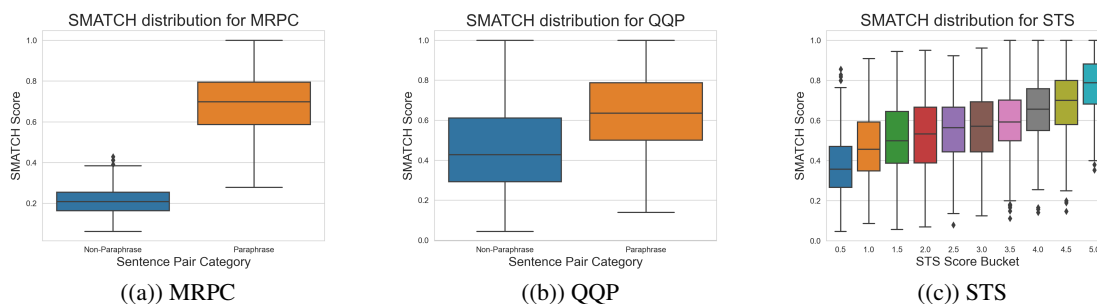 SMATCH distribution for MRPC
1.0
0.8
0.6
0.4
0.2
SMATCH Score
Non-Paraphrase Paraphrase
Sentence Pair Category
((a)) MRPC
SMATCH distribution for QQP
1.0
0.8
0.6
0.4
0.2
0.0
SMATCH Score
Non-Paraphrase Paraphrase
Sentence Pair Category
((b)) QQP
SMATCH distribution for STS
1.0
0.8
0.6
0.4
0.2
0.0
SMATCH Score
0.5 1.0 1.5 2.0 2.5 3.0 3.5 4.0 4.5 5.0
STS Score Bucket
((c)) STS